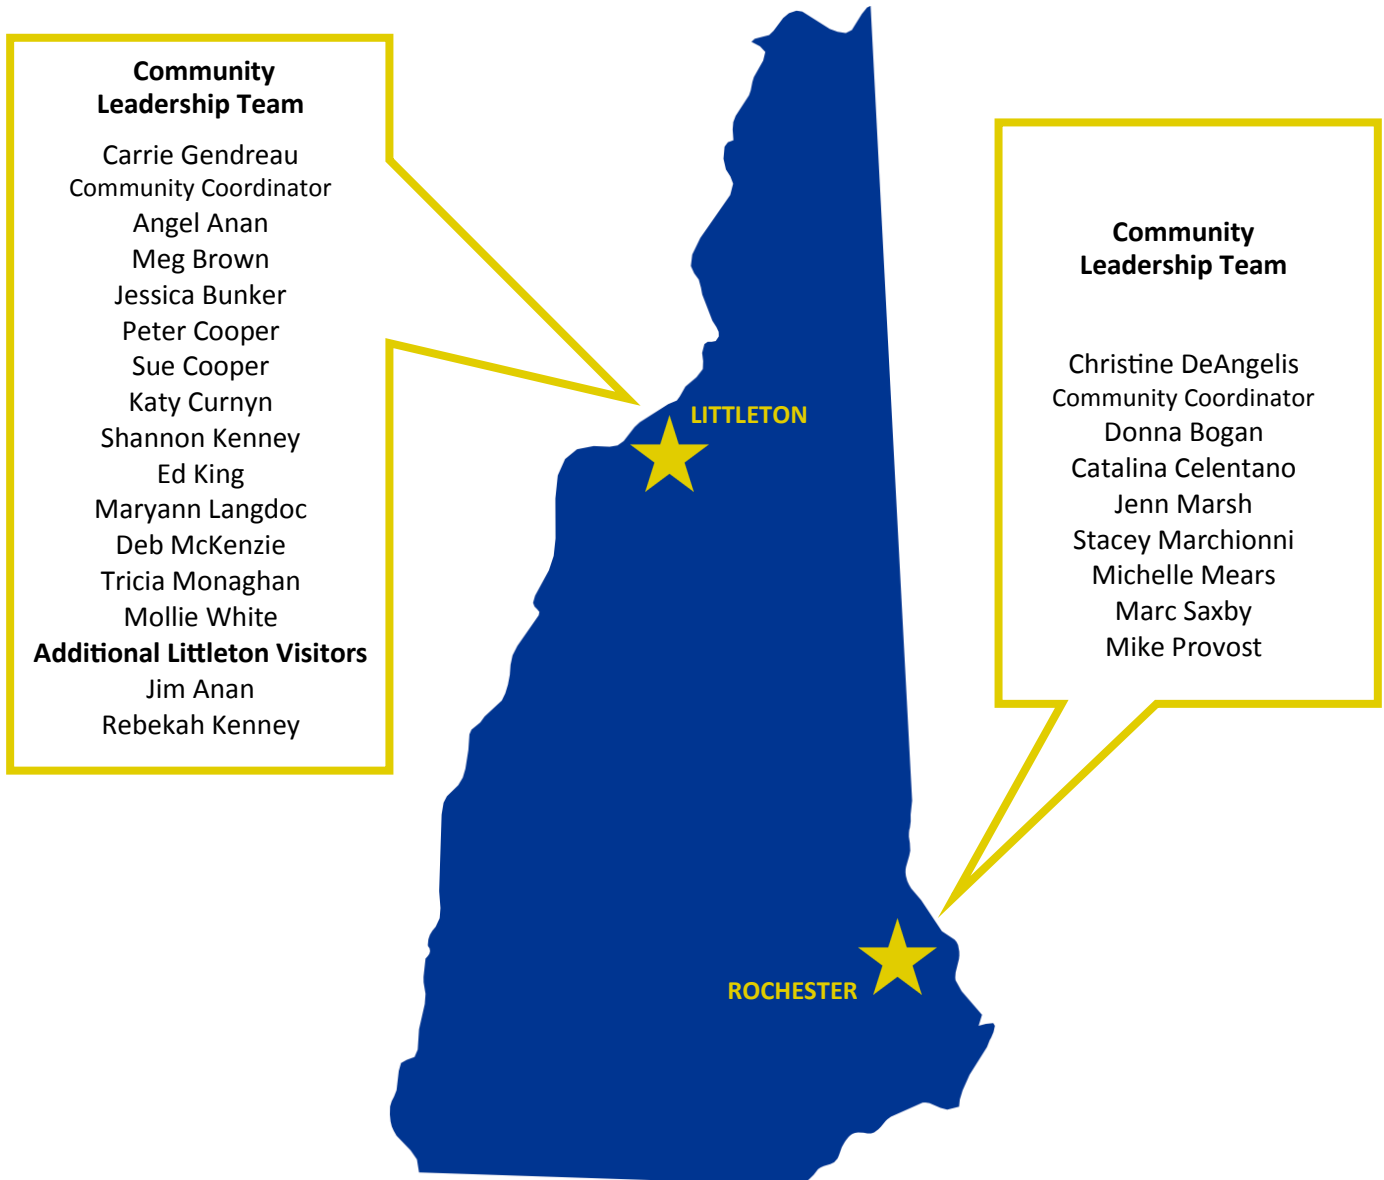 Community
Leadership Team
Carrie Gendreau
Community Coordinator
Angel Anan
Meg Brown
Jessica Bunker
Peter Cooper
Sue Cooper
Katy Curnyn
Shannon Kenney
Ed King
Maryann Langdoc
Deb McKenzie
Tricia Monaghan
Mollie White
Additional Littleton Visitors
Jim Anan
Rebekah Kenney
LITTLETON
Community
Leadership Team
Christine DeAngelis
Community Coordinator
Donna Bogan
Catalina Celentano
Jenn Marsh
Stacey Marchionni
Michelle Mears
Marc Saxby
Mike Provost
ROCHESTER